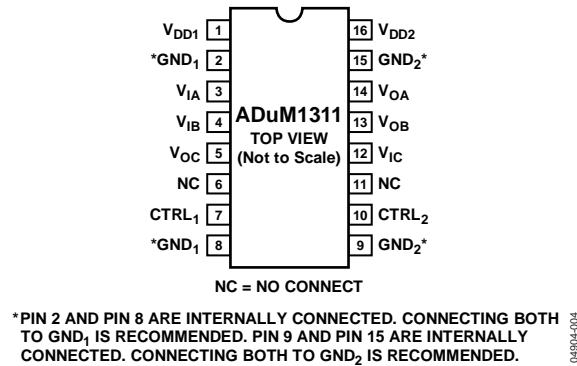 VDD1 1 16 VDD2
*GND1 2 15 GND2*
VIA 3 14 VOA
ADuM1311
VIB 4 13 VOB
TOP VIEW
VOC 5 (Not to Scale) 12 VIC
NC 6 11 NC
CTRL1 7 10 CTRL2
*GND1 8 9 GND2*
NC = NO CONNECT
*PIN 2 AND PIN 8 ARE INTERNALLY CONNECTED. CONNECTING BOTH
TO GND1 IS RECOMMENDED. PIN 9 AND PIN 15 ARE INTERNALLY
CONNECTED. CONNECTING BOTH TO GND2 IS RECOMMENDED.
04904-004